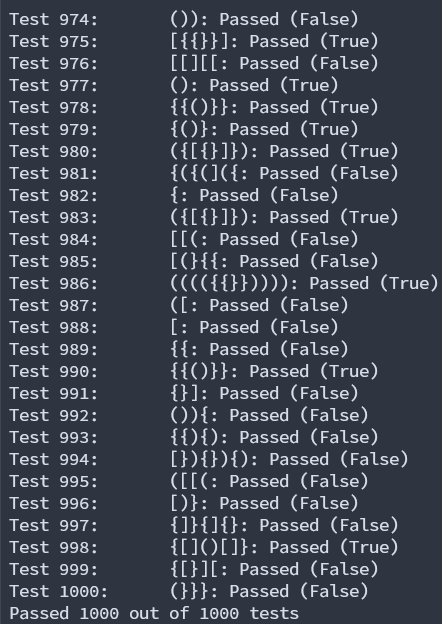 Test 974:       ()): Passed (False)
Test 975:       [{{}}]: Passed (True)
Test 976:       [[][[: Passed (False)
Test 977:       (): Passed (True)
Test 978:       {{()}}: Passed (True)
Test 979:       {()}: Passed (True)
Test 980:       ({[{}]}): Passed (True)
Test 981:       {({(]({: Passed (False)
Test 982:       {: Passed (False)
Test 983:       ({[{}]}): Passed (True)
Test 984:       [[(: Passed (False)
Test 985:       [(}{{: Passed (False)
Test 986:       (((({{}})))): Passed (True)
Test 987:       ([: Passed (False)
Test 988:       [: Passed (False)
Test 989:       {{: Passed (False)
Test 990:       {{()}}: Passed (True)
Test 991:       {}]: Passed (False)
Test 992:       ()){: Passed (False)
Test 993:       {{){): Passed (False)
Test 994:       [}){}){): Passed (False)
Test 995:       ([[(: Passed (False)
Test 996:       [)}: Passed (False)
Test 997:       {]}{]{}: Passed (False)
Test 998:       {[]()[]}: Passed (True)
Test 999:       {[}][: Passed (False)
Test 1000:      (}}}: Passed (False)
Passed 1000 out of 1000 tests